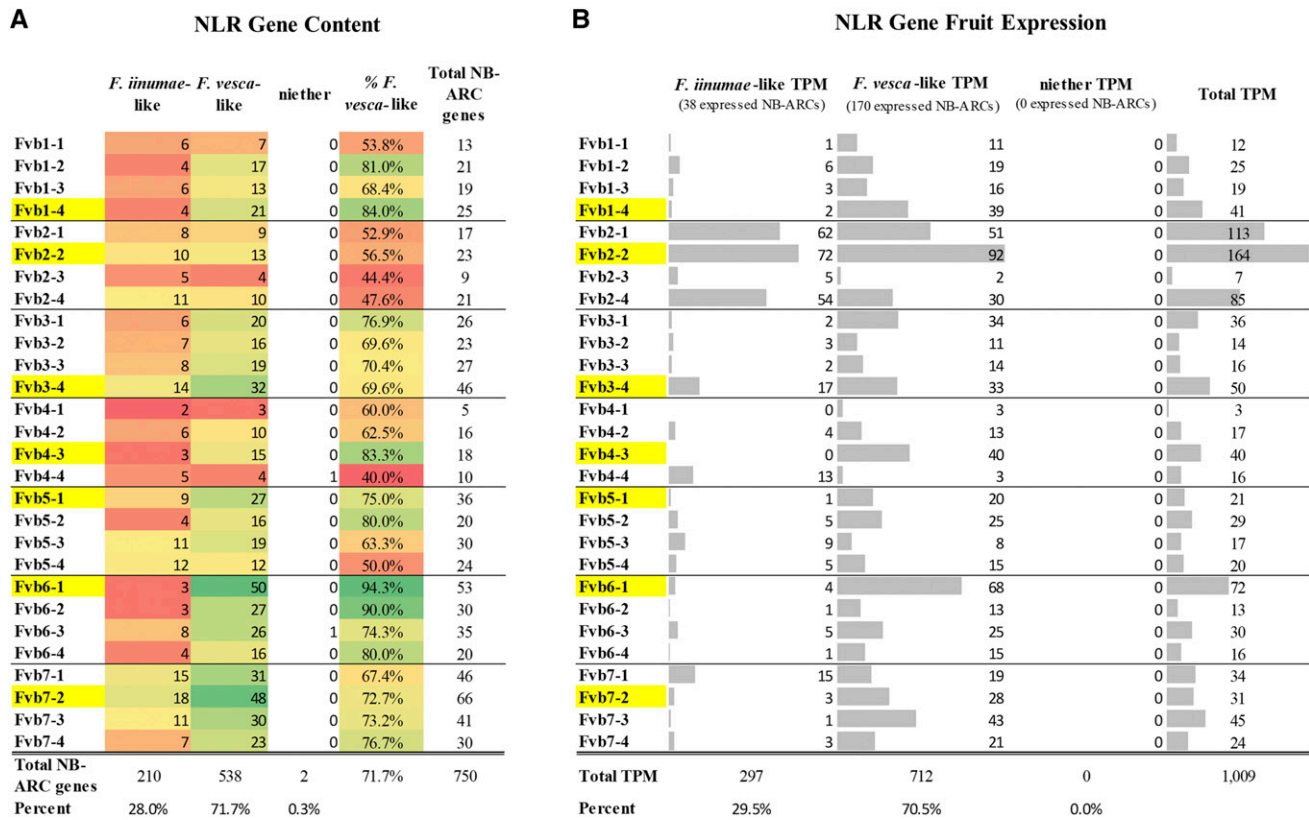 A
NLR Gene Content
F. iinumae-like F. vesca-like niether % F. vesca-like Total NB-ARC genes
Fvb1-1 6 7 0 53.8% 13
Fvb1-2 4 17 0 81.0% 21
Fvb1-3 6 13 0 68.4% 19
Fvb1-4 4 21 0 84.0% 25
Fvb2-1 8 9 0 52.9% 17
Fvb2-2 10 13 0 56.5% 23
Fvb2-3 5 4 0 44.4% 9
Fvb2-4 11 10 0 47.6% 21
Fvb3-1 6 20 0 76.9% 26
Fvb3-2 7 16 0 69.6% 23
Fvb3-3 8 19 0 70.4% 27
Fvb3-4 14 32 0 69.6% 46
Fvb4-1 2 3 0 60.0% 5
Fvb4-2 6 10 0 62.5% 16
Fvb4-3 3 15 0 83.3% 18
Fvb4-4 5 4 1 40.0% 10
Fvb5-1 9 27 0 75.0% 36
Fvb5-2 4 16 0 80.0% 20
Fvb5-3 11 19 0 63.3% 30
Fvb5-4 12 12 0 50.0% 24
Fvb6-1 3 50 0 94.3% 53
Fvb6-2 3 27 0 90.0% 30
Fvb6-3 8 26 1 74.3% 35
Fvb6-4 4 16 0 80.0% 20
Fvb7-1 15 31 0 67.4% 46
Fvb7-2 18 48 0 72.7% 66
Fvb7-3 11 30 0 73.2% 41
Fvb7-4 7 23 0 76.7% 30
Total NB-ARC genes 210 538 2 71.7% 750
Percent 28.0% 71.7% 0.3%
B
NLR Gene Fruit Expression
F. iinumae-like TPM F. vesca-like TPM niether TPM Total TPM
(38 expressed NB-ARCs) (170 expressed NB-ARCs) (0 expressed NB-ARCs)
Fvb1-1 1 11 0 12
Fvb1-2 6 19 0 25
Fvb1-3 3 16 0 19
Fvb1-4 2 39 0 41
Fvb2-1 62 51 0 113
Fvb2-2 72 92 0 164
Fvb2-3 5 2 0 7
Fvb2-4 54 30 0 85
Fvb3-1 2 34 0 36
Fvb3-2 3 11 0 14
Fvb3-3 2 14 0 16
Fvb3-4 17 33 0 50
Fvb4-1 0 3 0 3
Fvb4-2 4 13 0 17
Fvb4-3 0 40 0 40
Fvb4-4 13 3 0 16
Fvb5-1 1 20 0 21
Fvb5-2 5 25 0 29
Fvb5-3 9 8 0 17
Fvb5-4 5 15 0 20
Fvb6-1 4 68 0 72
Fvb6-2 1 13 0 13
Fvb6-3 5 25 0 30
Fvb6-4 1 15 0 16
Fvb7-1 15 19 0 34
Fvb7-2 3 28 0 31
Fvb7-3 1 43 0 45
Fvb7-4 3 21 0 24
Total TPM 297 712 0 1,009
Percent 29.5% 70.5% 0.0%